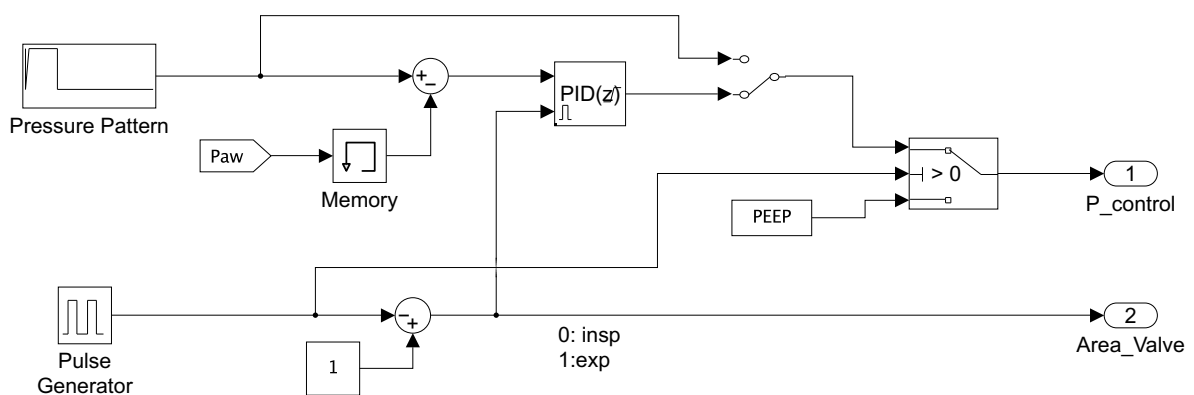 Pressure Pattern
+
−
PID(z)
Paw
Memory
> 0
1
P_control
PEEP
Pulse
Generator
−
+
1
0: insp
1:exp
2
Area_Valve